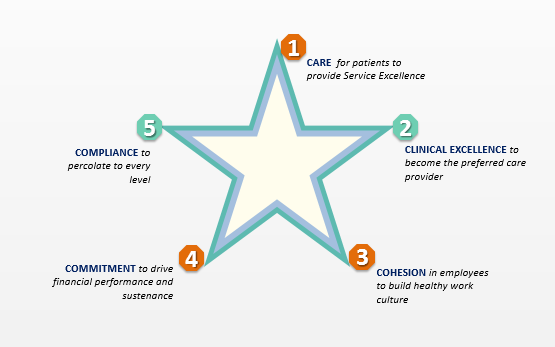 1
CARE for patients to
provide Service Excellence
2
CLINICAL EXCELLENCE to
become the preferred care
provider
3
COHESION in employees
to build healthy work
culture
4
COMMITMENT to drive
financial performance and
sustenance
5
COMPLIANCE to
percolate to every
level